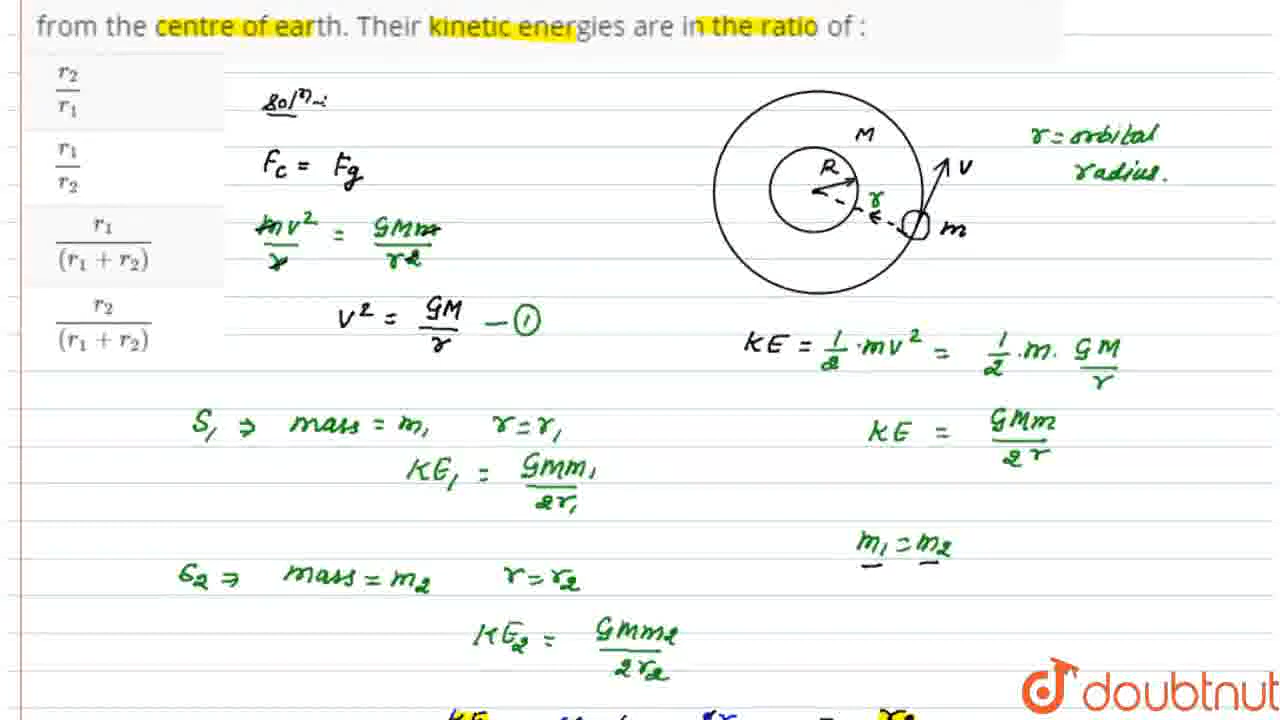 from the centre of earth. Their kinetic energies are in the ratio of :
r₂/r₁
r₁/r₂
r₁/(r₁ + r₂)
r₂/(r₁ + r₂)
Solⁿ:-
Fc = Fg
mv²/r = GMm/r²
v² = GM/r — ①
M
R
r
v
m
r = orbital
radius.
KE = 1/2 · mv² = 1/2 · m · GM/r
KE = GMm/2r
S₁ ⇒ mass = m₁ r = r₁
KE₁ = GMm₁/2r₁
m₁ = m₂
S₂ ⇒ mass = m₂ r = r₂
KE₂ = GMm₂/2r₂
doubtnut